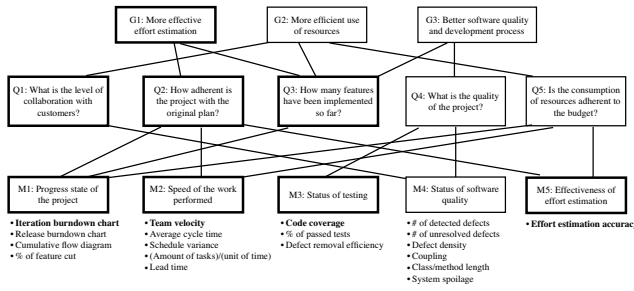 G1: More effective
effort estimation
G2: More efficient use
of resources
G3: Better software quality
and development process
Q1: What is the level of
collaboration with
customers?
Q2: How adherent is
the project with the
original plan?
Q3: How many features
have been implemented
so far?
Q4: What is the quality
of the project?
Q5: Is the consumption
of resources adherent to
the budget?
M1: Progress state of
the project
M2: Speed of the work
performed
M3: Status of testing
M4: Status of software
quality
M5: Effectiveness of
effort estimation
• Iteration burndown chart
• Release burndown chart
• Cumulative flow diagram
• % of feature cut
• Team velocity
• Average cycle time
• Schedule variance
• (Amount of tasks)/(unit of time)
• Lead time
• Code coverage
• % of passed tests
• Defect removal efficiency
• # of detected defects
• # of unresolved defects
• Defect density
• Coupling
• Class/method length
• System spoilage
• Effort estimation accurac